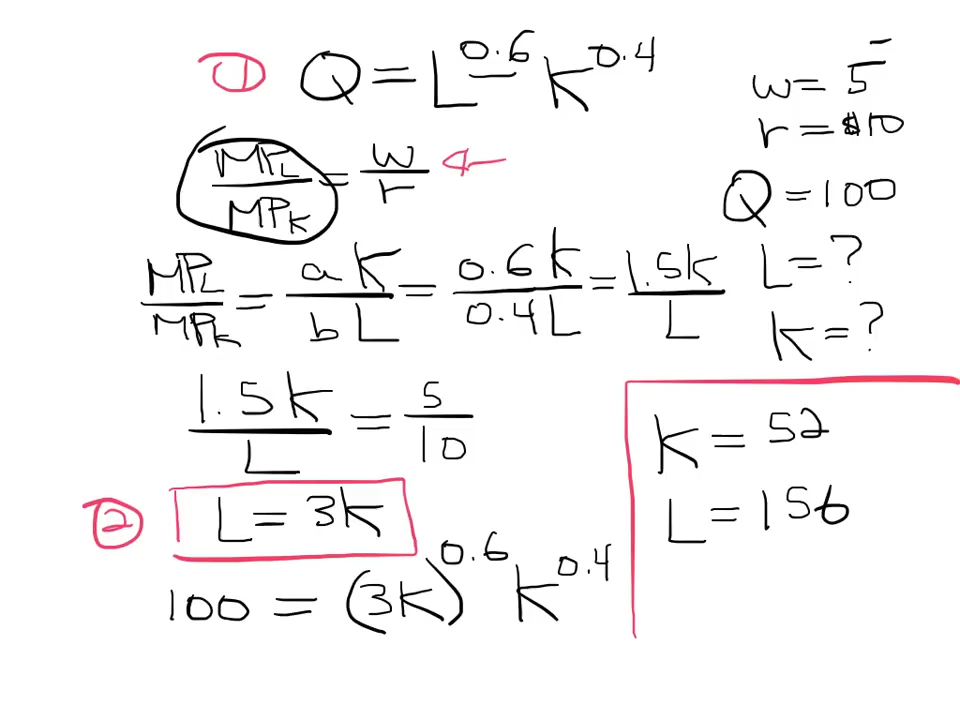 ① Q = L^0.6 K^0.4
w = 5
r = $10
MPL/MPK = w/r ←
Q = 100
MPL/MPK = aK/bL = 0.6K/0.4L = 1.5K/L
L = ?
K = ?
1.5K/L = 5/10
K = 52
② L = 3K
L = 156
100 = (3K)^0.6 K^0.4